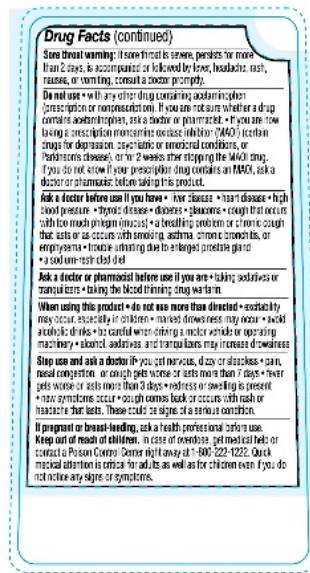 Drug Facts (continued)
Sore throat warning: If sore throat is severe, persists for more
than 2 days, is accompanied or followed by fever, headache, rash,
nausea, or vomiting, consult a doctor promptly.
Do not use • with any other drug containing acetaminophen
(prescription or nonprescription). If you are not sure whether a drug
contains acetaminophen, ask a doctor or pharmacist. • If you are now
taking a prescription monoamine oxidase inhibitor (MAOI) (certain
drugs for depression, psychiatric or emotional conditions, or
Parkinson's disease), or for 2 weeks after stopping the MAOI drug.
If you do not know if your prescription drug contains an MAOI, ask a
doctor or pharmacist before taking this product.
Ask a doctor before use if you have • liver disease • heart disease • high
blood pressure • thyroid disease • diabetes • glaucoma • cough that occurs
with too much phlegm (mucus) • a breathing problem or chronic cough
that lasts or as occurs with smoking, asthma, chronic bronchitis, or
emphysema • trouble urinating due to enlarged prostate gland
• a sodium-restricted diet
Ask a doctor or pharmacist before use if you are • taking sedatives or
tranquilizers • taking the blood thinning drug warfarin.
When using this product • do not use more than directed • excitability
may occur, especially in children • marked drowsiness may occur • avoid
alcoholic drinks • be careful when driving a motor vehicle or operating
machinery • alcohol, sedatives, and tranquilizers may increase drowsiness
Stop use and ask a doctor if• you get nervous, dizzy or sleepless • pain,
nasal congestion, or cough gets worse or lasts more than 7 days • fever
gets worse or lasts more than 3 days • redness or swelling is present
• new symptoms occur • cough comes back or occurs with rash or
headache that lasts. These could be signs of a serious condition.
If pregnant or breast-feeding, ask a health professional before use.
Keep out of reach of children. In case of overdose, get medical help or
contact a Poison Control Center right away at 1-800-222-1222. Quick
medical attention is critical for adults as well as for children even if you do
not notice any signs or symptoms.